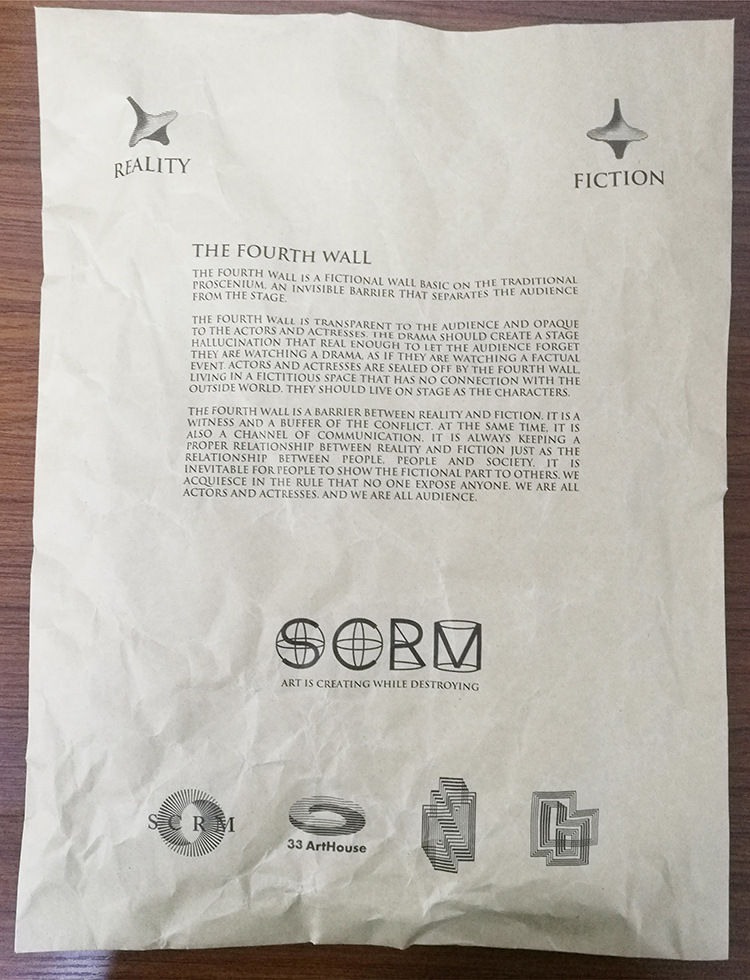 REALITY
FICTION
THE FOURTH WALL
THE FOURTH WALL IS A FICTIONAL WALL BASIC ON THE TRADITIONAL
PROSCENIUM, AN INVISIBLE BARRIER THAT SEPARATES THE AUDIENCE
FROM THE STAGE.
THE FOURTH WALL IS TRANSPARENT TO THE AUDIENCE AND OPAQUE
TO THE ACTORS AND ACTRESSES. THE DRAMA SHOULD CREATE A STAGE
HALLUCINATION THAT REAL ENOUGH TO LET THE AUDIENCE FORGET
THEY ARE WATCHING A DRAMA, AS IF THEY ARE WATCHING A FACTUAL
EVENT. ACTORS AND ACTRESSES ARE SEALED OFF BY THE FOURTH WALL,
LIVING IN A FICTITIOUS SPACE THAT HAS NO CONNECTION WITH THE
OUTSIDE WORLD. THEY SHOULD LIVE ON STAGE AS THE CHARACTERS.
THE FOURTH WALL IS A BARRIER BETWEEN REALITY AND FICTION. IT IS A
WITNESS AND A BUFFER OF THE CONFLICT. AT THE SAME TIME, IT IS
ALSO A CHANNEL OF COMMUNICATION. IT IS ALWAYS KEEPING A
PROPER RELATIONSHIP BETWEEN REALITY AND FICTION JUST AS THE
RELATIONSHIP BETWEEN PEOPLE, PEOPLE AND SOCIETY. IT IS
INEVITABLE FOR PEOPLE TO SHOW THE FICTIONAL PART TO OTHERS. WE
ACQUIESCE IN THE RULE THAT NO ONE EXPOSE ANYONE. WE ARE ALL
ACTORS AND ACTRESSES. AND WE ARE ALL AUDIENCE.
SCRM
ART IS CREATING WHILE DESTROYING
SCRM
33 ArtHouse